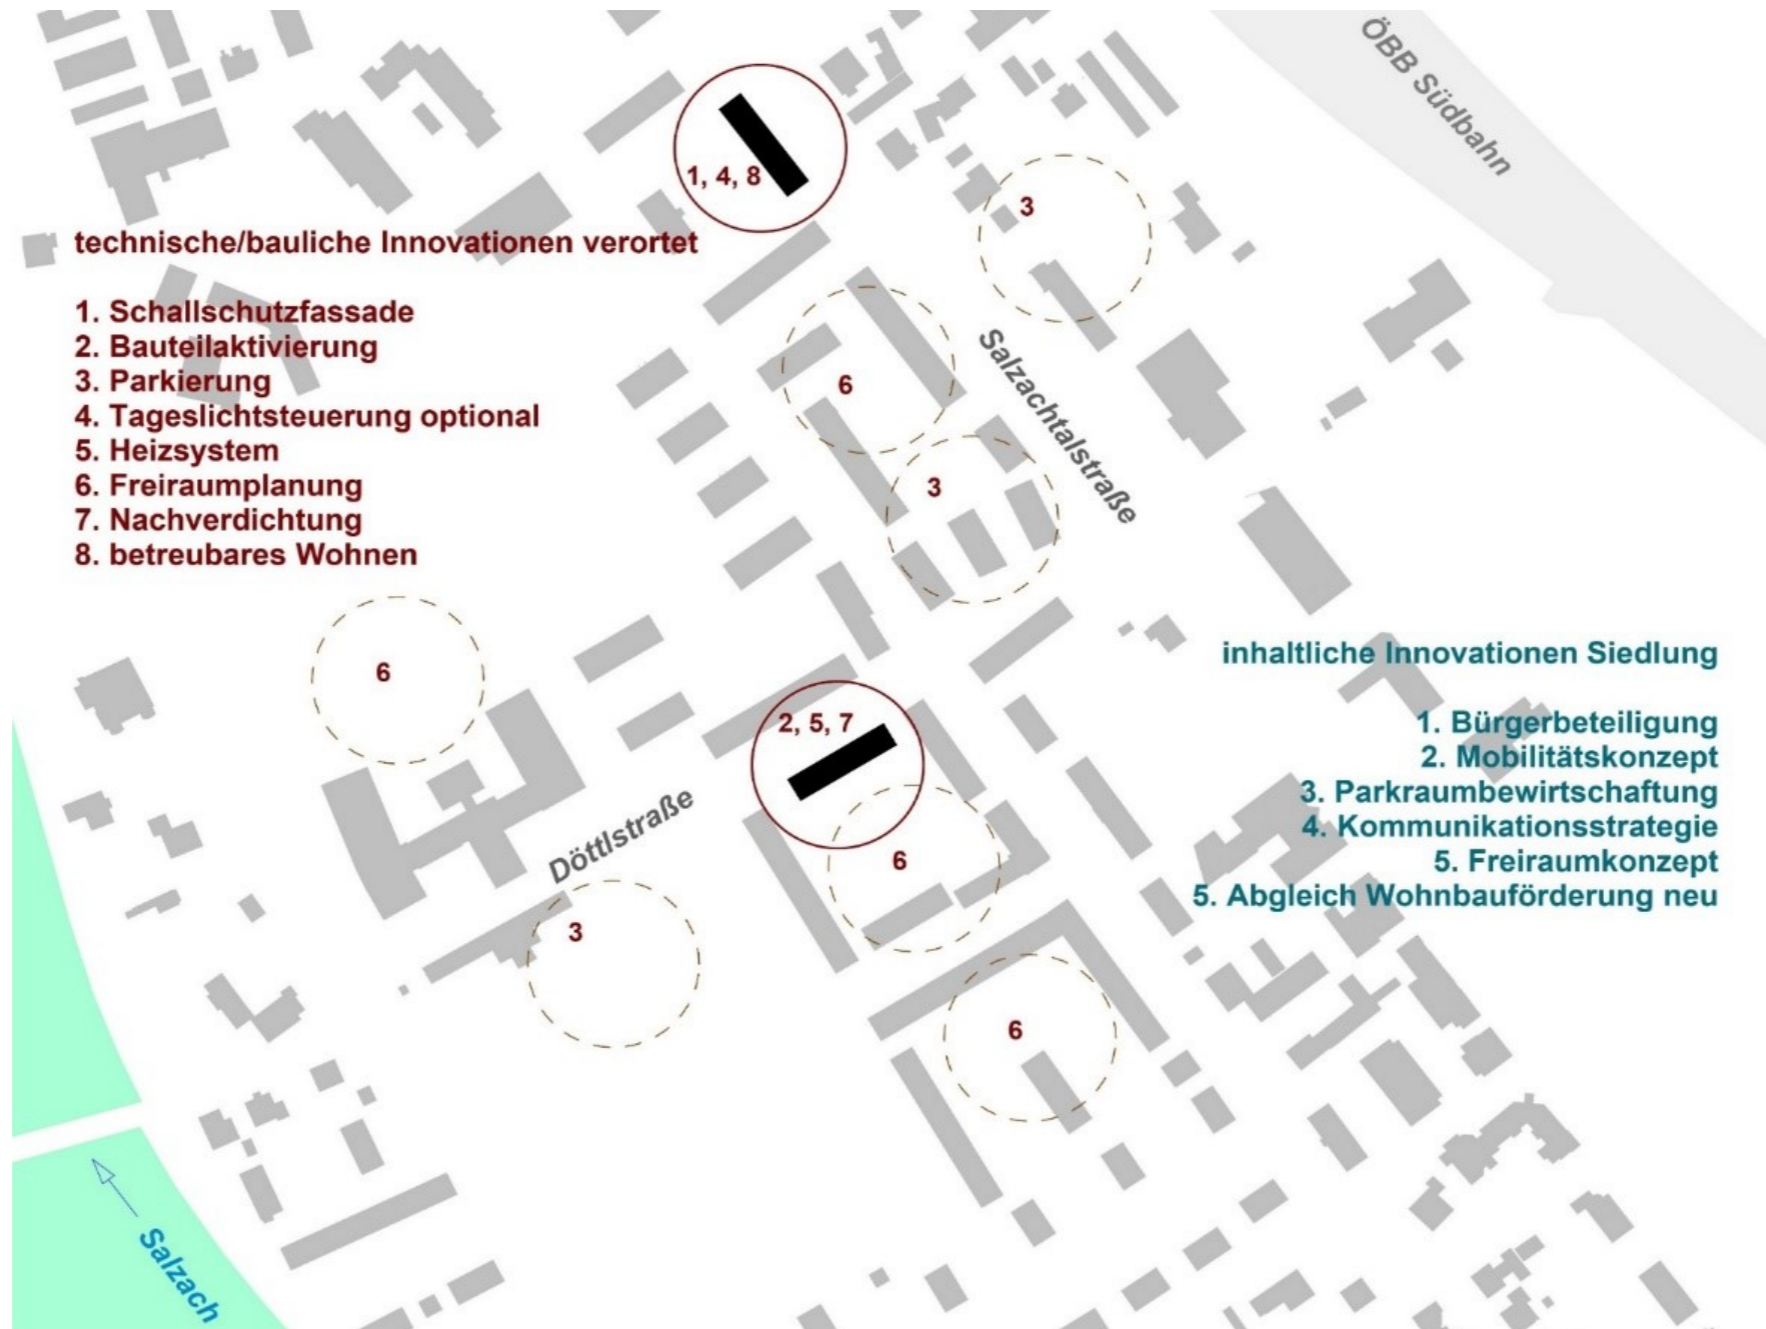 ÖBB Südbahn
1, 4, 8
3
technische/bauliche Innovationen verortet
1. Schallschutzfassade
2. Bauteilaktivierung
3. Parkierung
4. Tageslichtsteuerung optional
5. Heizsystem
6. Freiraumplanung
7. Nachverdichtung
8. betreubares Wohnen
6
Salzachtalstraße
3
6
inhaltliche Innovationen Siedlung
1. Bürgerbeteiligung
2. Mobilitätskonzept
3. Parkraumbewirtschaftung
4. Kommunikationsstrategie
5. Freiraumkonzept
5. Abgleich Wohnbauförderung neu
2, 5, 7
Döttlstraße
6
3
6
Salzach